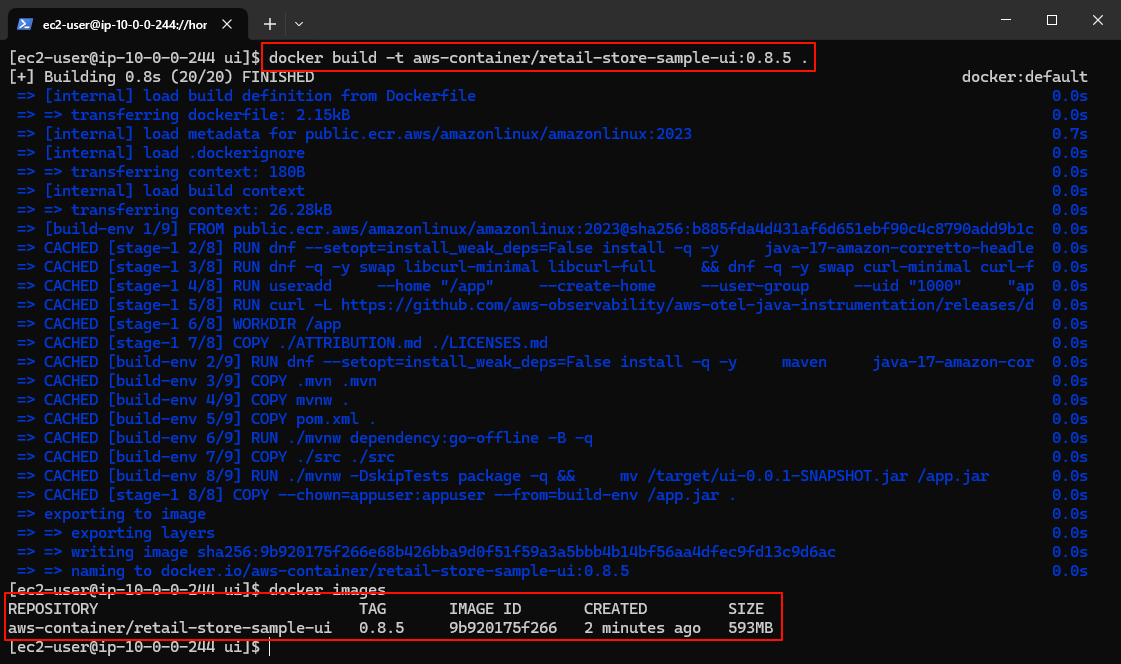 ec2-user@ip-10-0-0-244://hor
[ec2-user@ip-10-0-0-244 ui]$ docker build -t aws-container/retail-store-sample-ui:0.8.5 .
[+] Building 0.8s (20/20) FINISHED docker:default
=> [internal] load build definition from Dockerfile 0.0s
=> => transferring dockerfile: 2.15kB 0.0s
=> [internal] load metadata for public.ecr.aws/amazonlinux/amazonlinux:2023 0.7s
=> [internal] load .dockerignore 0.0s
=> => transferring context: 180B 0.0s
=> [internal] load build context 0.0s
=> => transferring context: 26.28kB 0.0s
=> [build-env 1/9] FROM public.ecr.aws/amazonlinux/amazonlinux:2023@sha256:b885fda4d431af6d651ebf90c4c8790add9b1c 0.0s
=> CACHED [stage-1 2/8] RUN dnf --setopt=install_weak_deps=False install -q -y java-17-amazon-corretto-headle 0.0s
=> CACHED [stage-1 3/8] RUN dnf -q -y swap libcurl-minimal libcurl-full && dnf -q -y swap curl-minimal curl-f 0.0s
=> CACHED [stage-1 4/8] RUN useradd --home "/app" --create-home --user-group --uid "1000" "ap 0.0s
=> CACHED [stage-1 5/8] RUN curl -L https://github.com/aws-observability/aws-otel-java-instrumentation/releases/d 0.0s
=> CACHED [stage-1 6/8] WORKDIR /app 0.0s
=> CACHED [stage-1 7/8] COPY ./ATTRIBUTION.md ./LICENSES.md 0.0s
=> CACHED [build-env 2/9] RUN dnf --setopt=install_weak_deps=False install -q -y maven java-17-amazon-cor 0.0s
=> CACHED [build-env 3/9] COPY .mvn .mvn 0.0s
=> CACHED [build-env 4/9] COPY mvnw . 0.0s
=> CACHED [build-env 5/9] COPY pom.xml . 0.0s
=> CACHED [build-env 6/9] RUN ./mvnw dependency:go-offline -B -q 0.0s
=> CACHED [build-env 7/9] COPY ./src ./src 0.0s
=> CACHED [build-env 8/9] RUN ./mvnw -DskipTests package -q && mv /target/ui-0.0.1-SNAPSHOT.jar /app.jar 0.0s
=> CACHED [stage-1 8/8] COPY --chown=appuser:appuser --from=build-env /app.jar . 0.0s
=> exporting to image 0.0s
=> => exporting layers 0.0s
=> => writing image sha256:9b920175f266e68b426bba9d0f51f59a3a5bbb4b14bf56aa4dfec9fd13c9d6ac 0.0s
=> => naming to docker.io/aws-container/retail-store-sample-ui:0.8.5 0.0s
[ec2-user@ip-10-0-0-244 ui]$ docker images
REPOSITORY TAG IMAGE ID CREATED SIZE
aws-container/retail-store-sample-ui 0.8.5 9b920175f266 2 minutes ago 593MB
[ec2-user@ip-10-0-0-244 ui]$